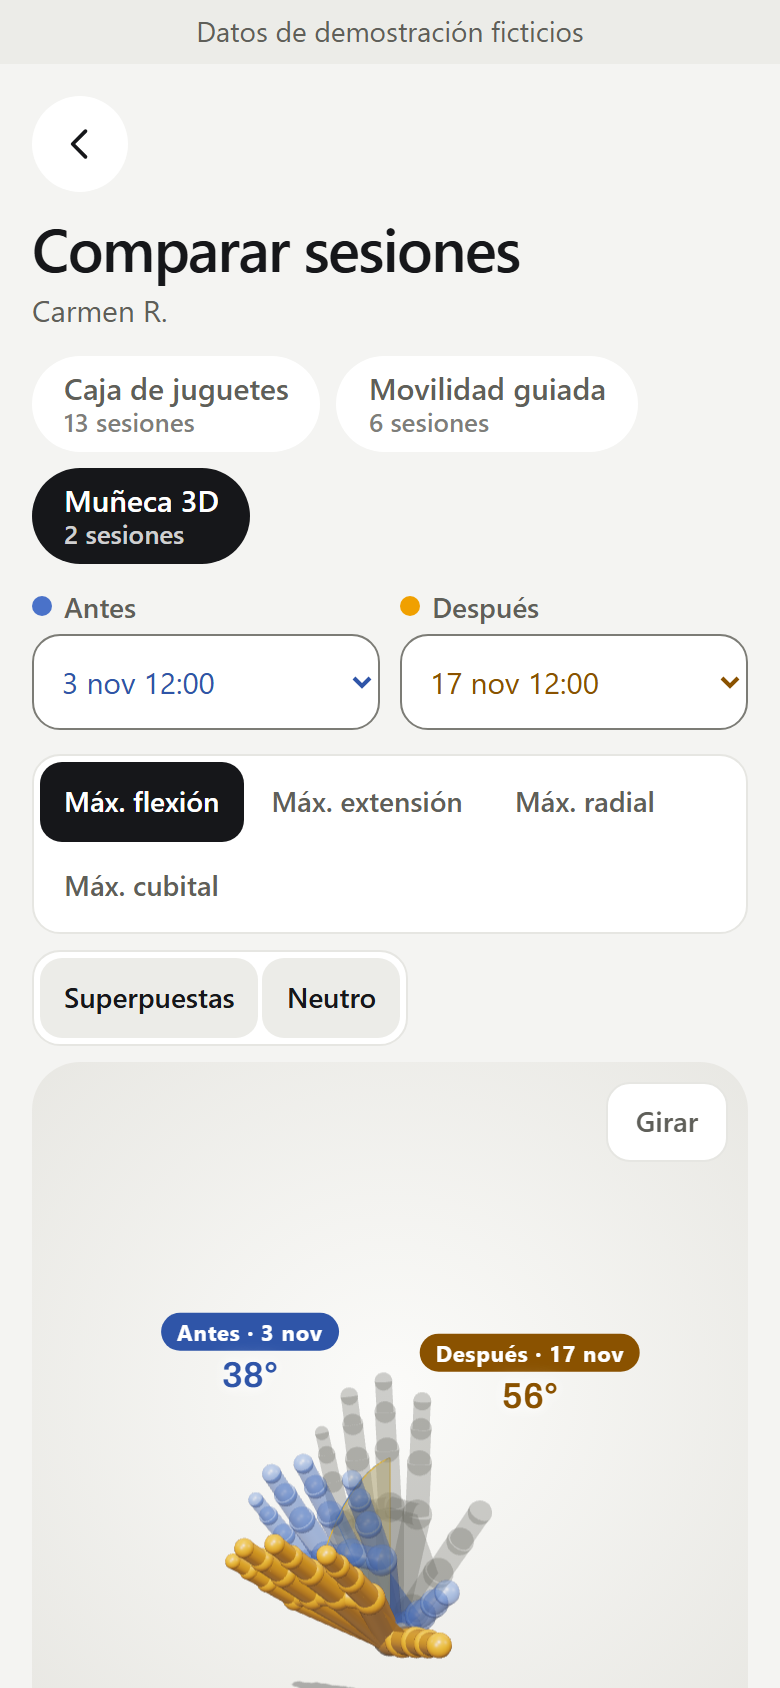 Datos de demostración ficticios
Comparar sesiones
Carmen R.
Caja de juguetes
13 sesiones
Movilidad guiada
6 sesiones
Muñeca 3D
2 sesiones
Antes
Después
3 nov 12:00
17 nov 12:00
Máx. flexión
Máx. extensión
Máx. radial
Máx. cubital
Superpuestas
Neutro
Girar
Antes · 3 nov
38°
Después · 17 nov
56°